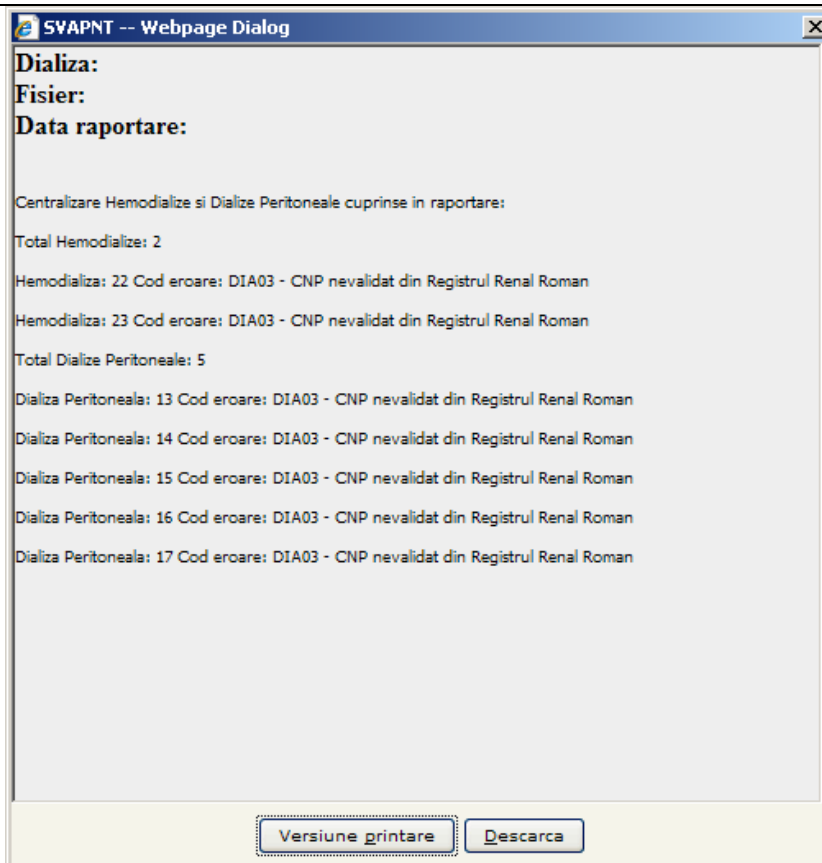 SVAPNT -- Webpage Dialog
Dializa:
Fisier:
Data raportare:
Centralizare Hemodialize si Dialize Peritoneale cuprinse in raportare:
Total Hemodialize: 2
Hemodializa: 22 Cod eroare: DIA03 - CNP nevalidat din Registrul Renal Roman
Hemodializa: 23 Cod eroare: DIA03 - CNP nevalidat din Registrul Renal Roman
Total Dialize Peritoneale: 5
Dializa Peritoneala: 13 Cod eroare: DIA03 - CNP nevalidat din Registrul Renal Roman
Dializa Peritoneala: 14 Cod eroare: DIA03 - CNP nevalidat din Registrul Renal Roman
Dializa Peritoneala: 15 Cod eroare: DIA03 - CNP nevalidat din Registrul Renal Roman
Dializa Peritoneala: 16 Cod eroare: DIA03 - CNP nevalidat din Registrul Renal Roman
Dializa Peritoneala: 17 Cod eroare: DIA03 - CNP nevalidat din Registrul Renal Roman
Versiune printare Descarca